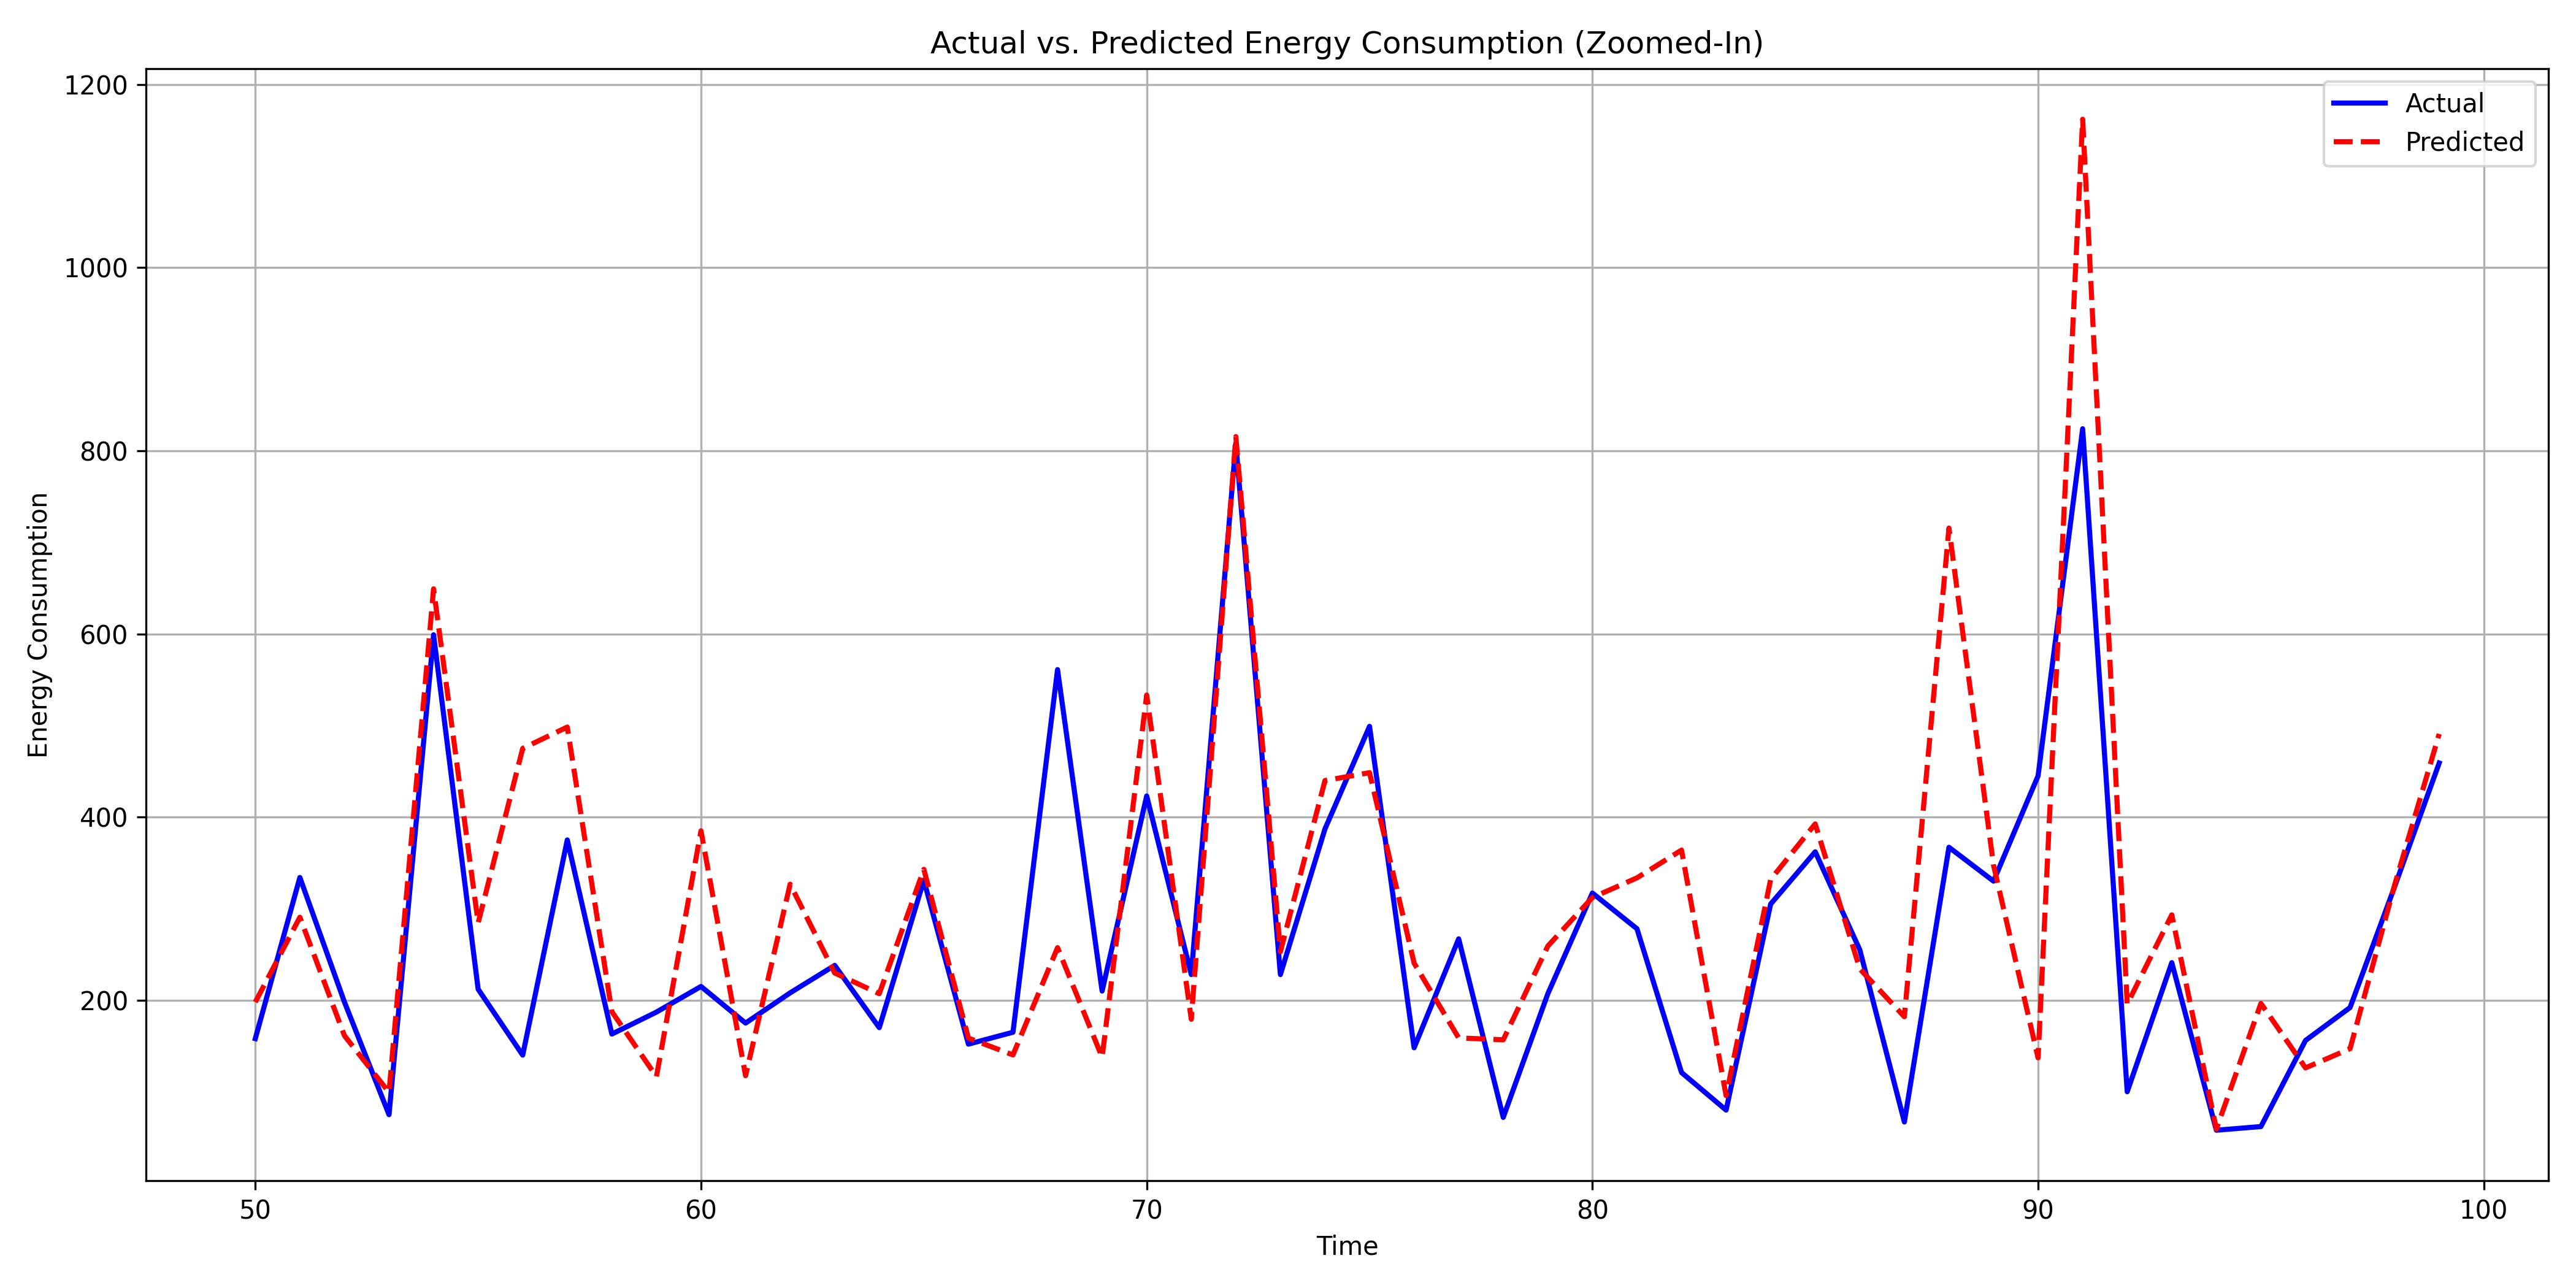 Actual vs. Predicted Energy Consumption (Zoomed-In)
Actual
Predicted
1200
1000
800
600
400
200
Energy Consumption
50 60 70 80 90 100
Time